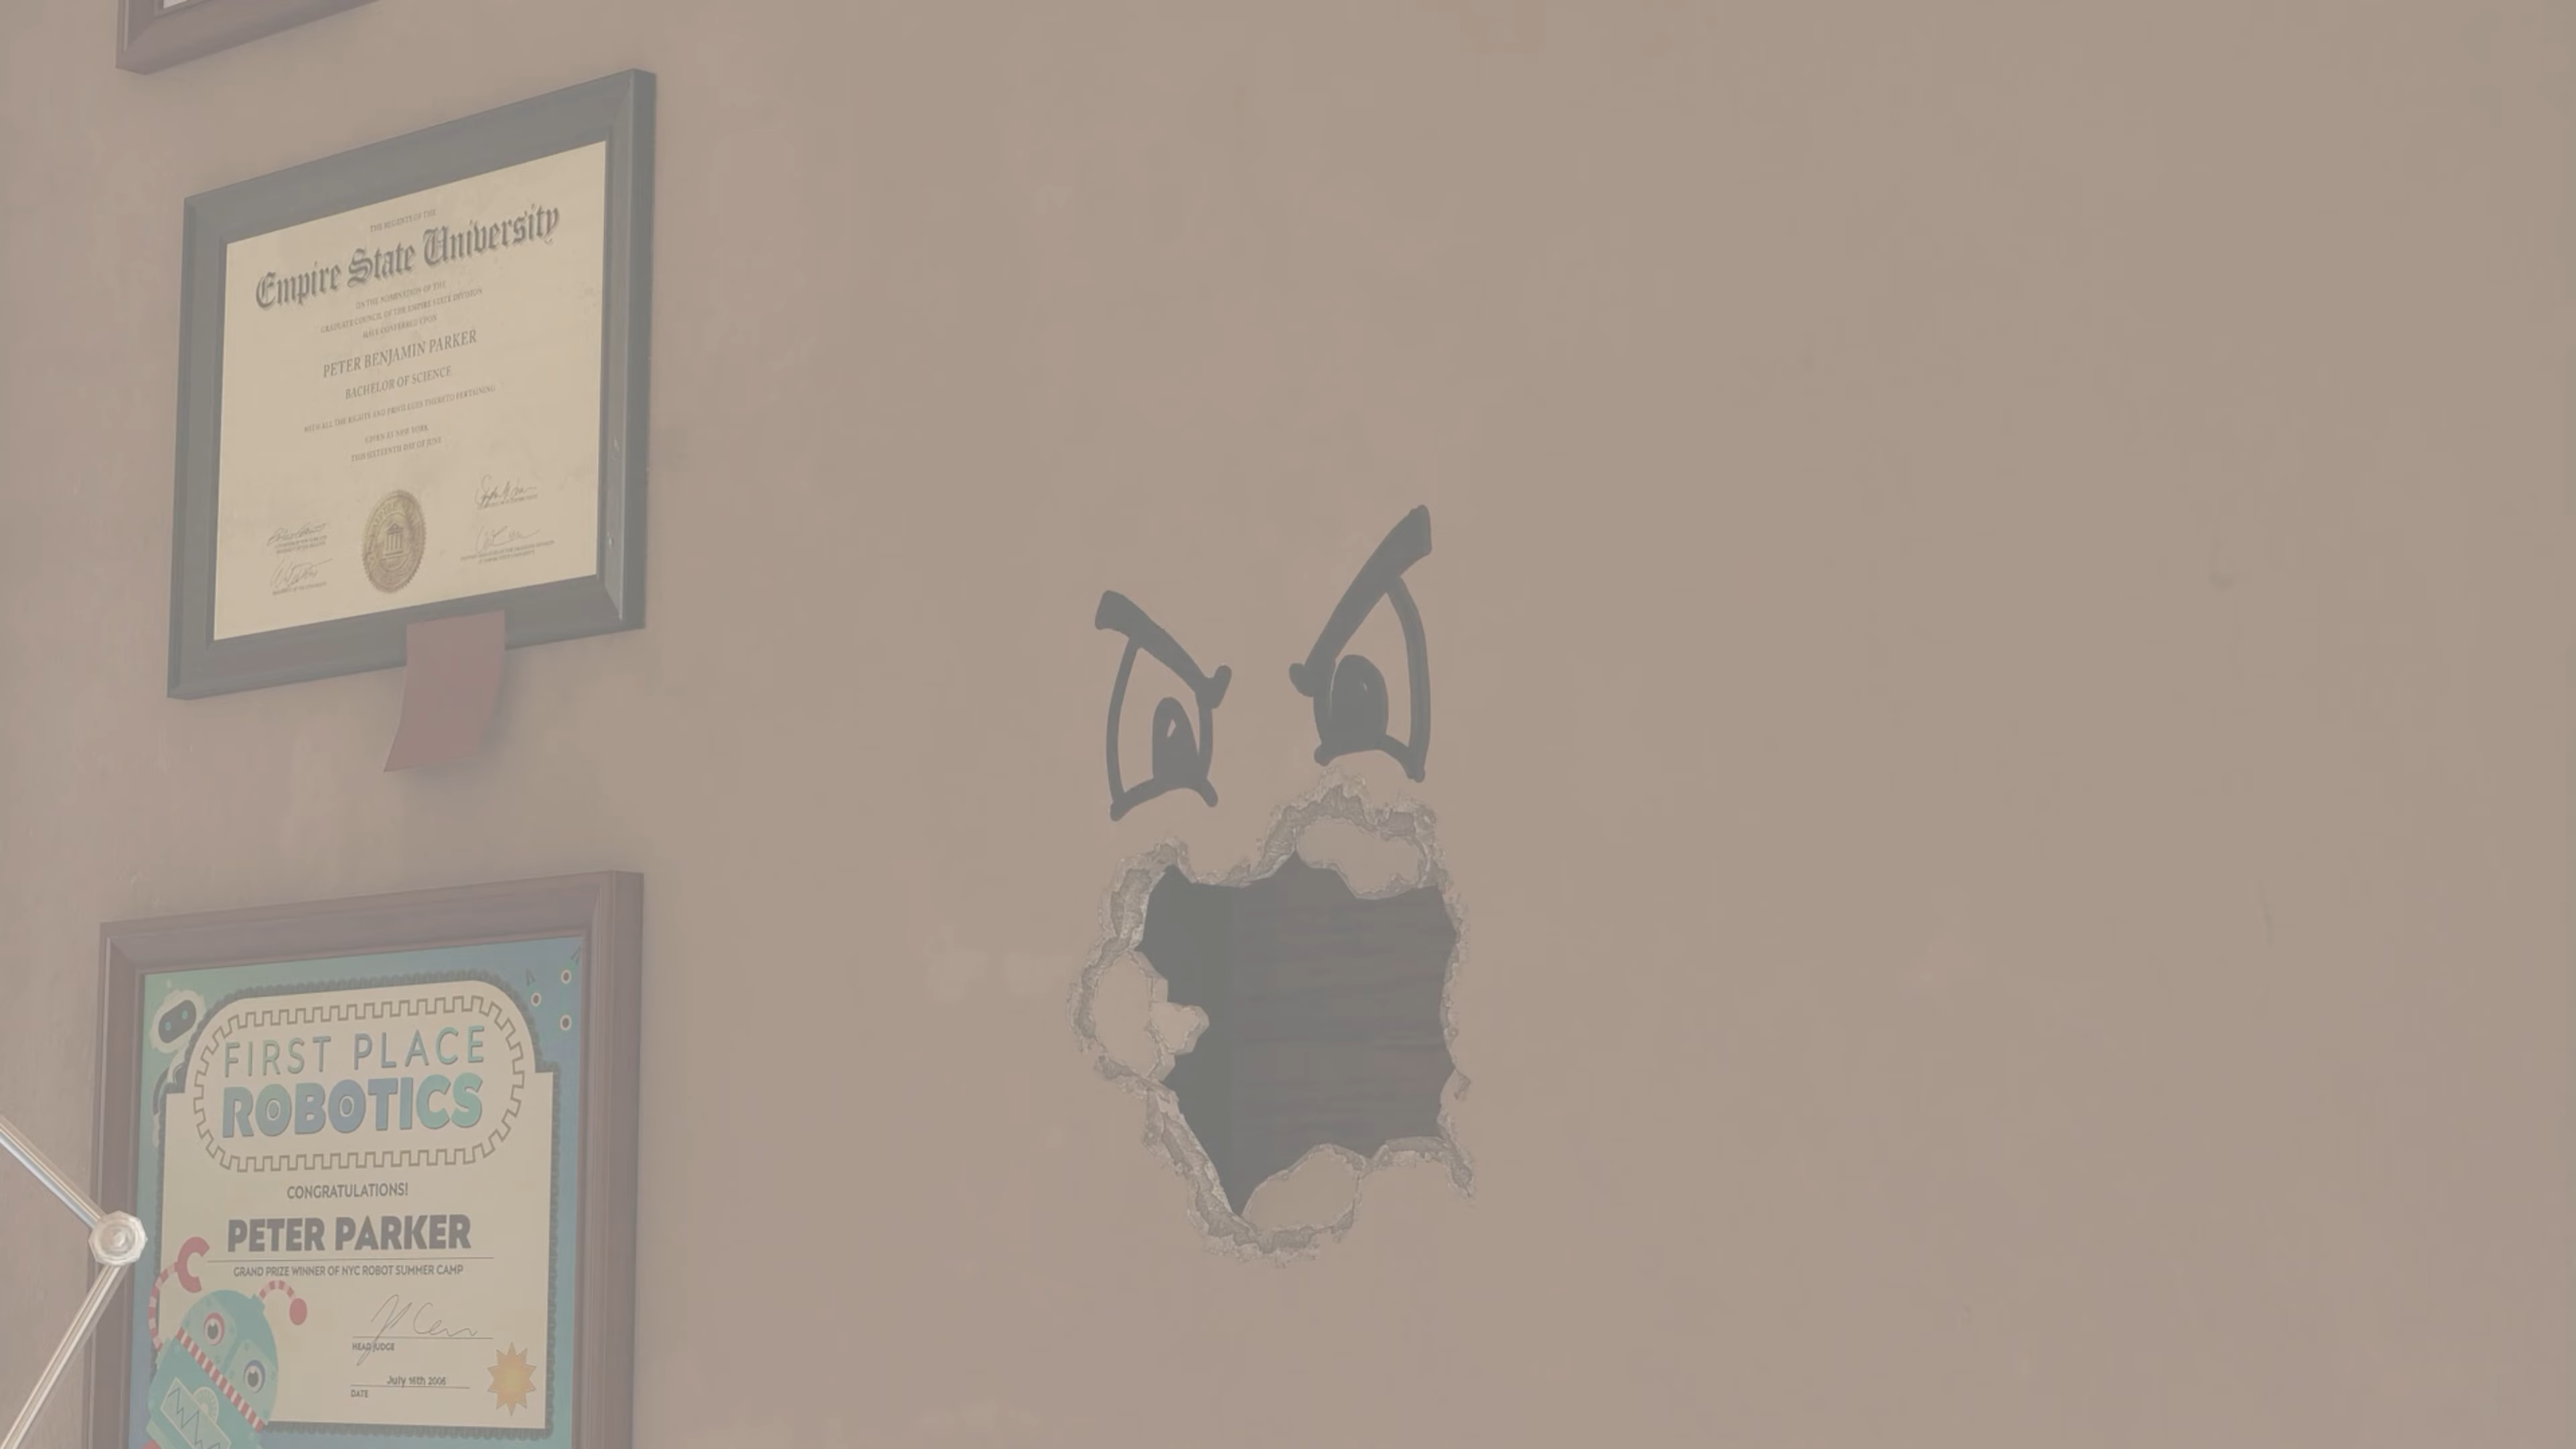 THE REGENTS OF THE
Empire State University
ON THE NOMINATION OF THE
GRADUATE COUNCIL OF THE EMPIRE STATE DIVISION
HAVE CONFERRED UPON
PETER BENJAMIN PARKER
BACHELOR OF SCIENCE
WITH ALL THE RIGHTS AND PRIVILEGES THERETO PERTAINING
GIVEN AT NEW YORK
THIS SIXTEENTH DAY OF JUNE
FIRST PLACE
ROBOTICS
CONGRATULATIONS!
PETER PARKER
GRAND PRIZE WINNER OF NYC ROBOT SUMMER CAMP
HEAD JUDGE
July 16th 2006
DATE